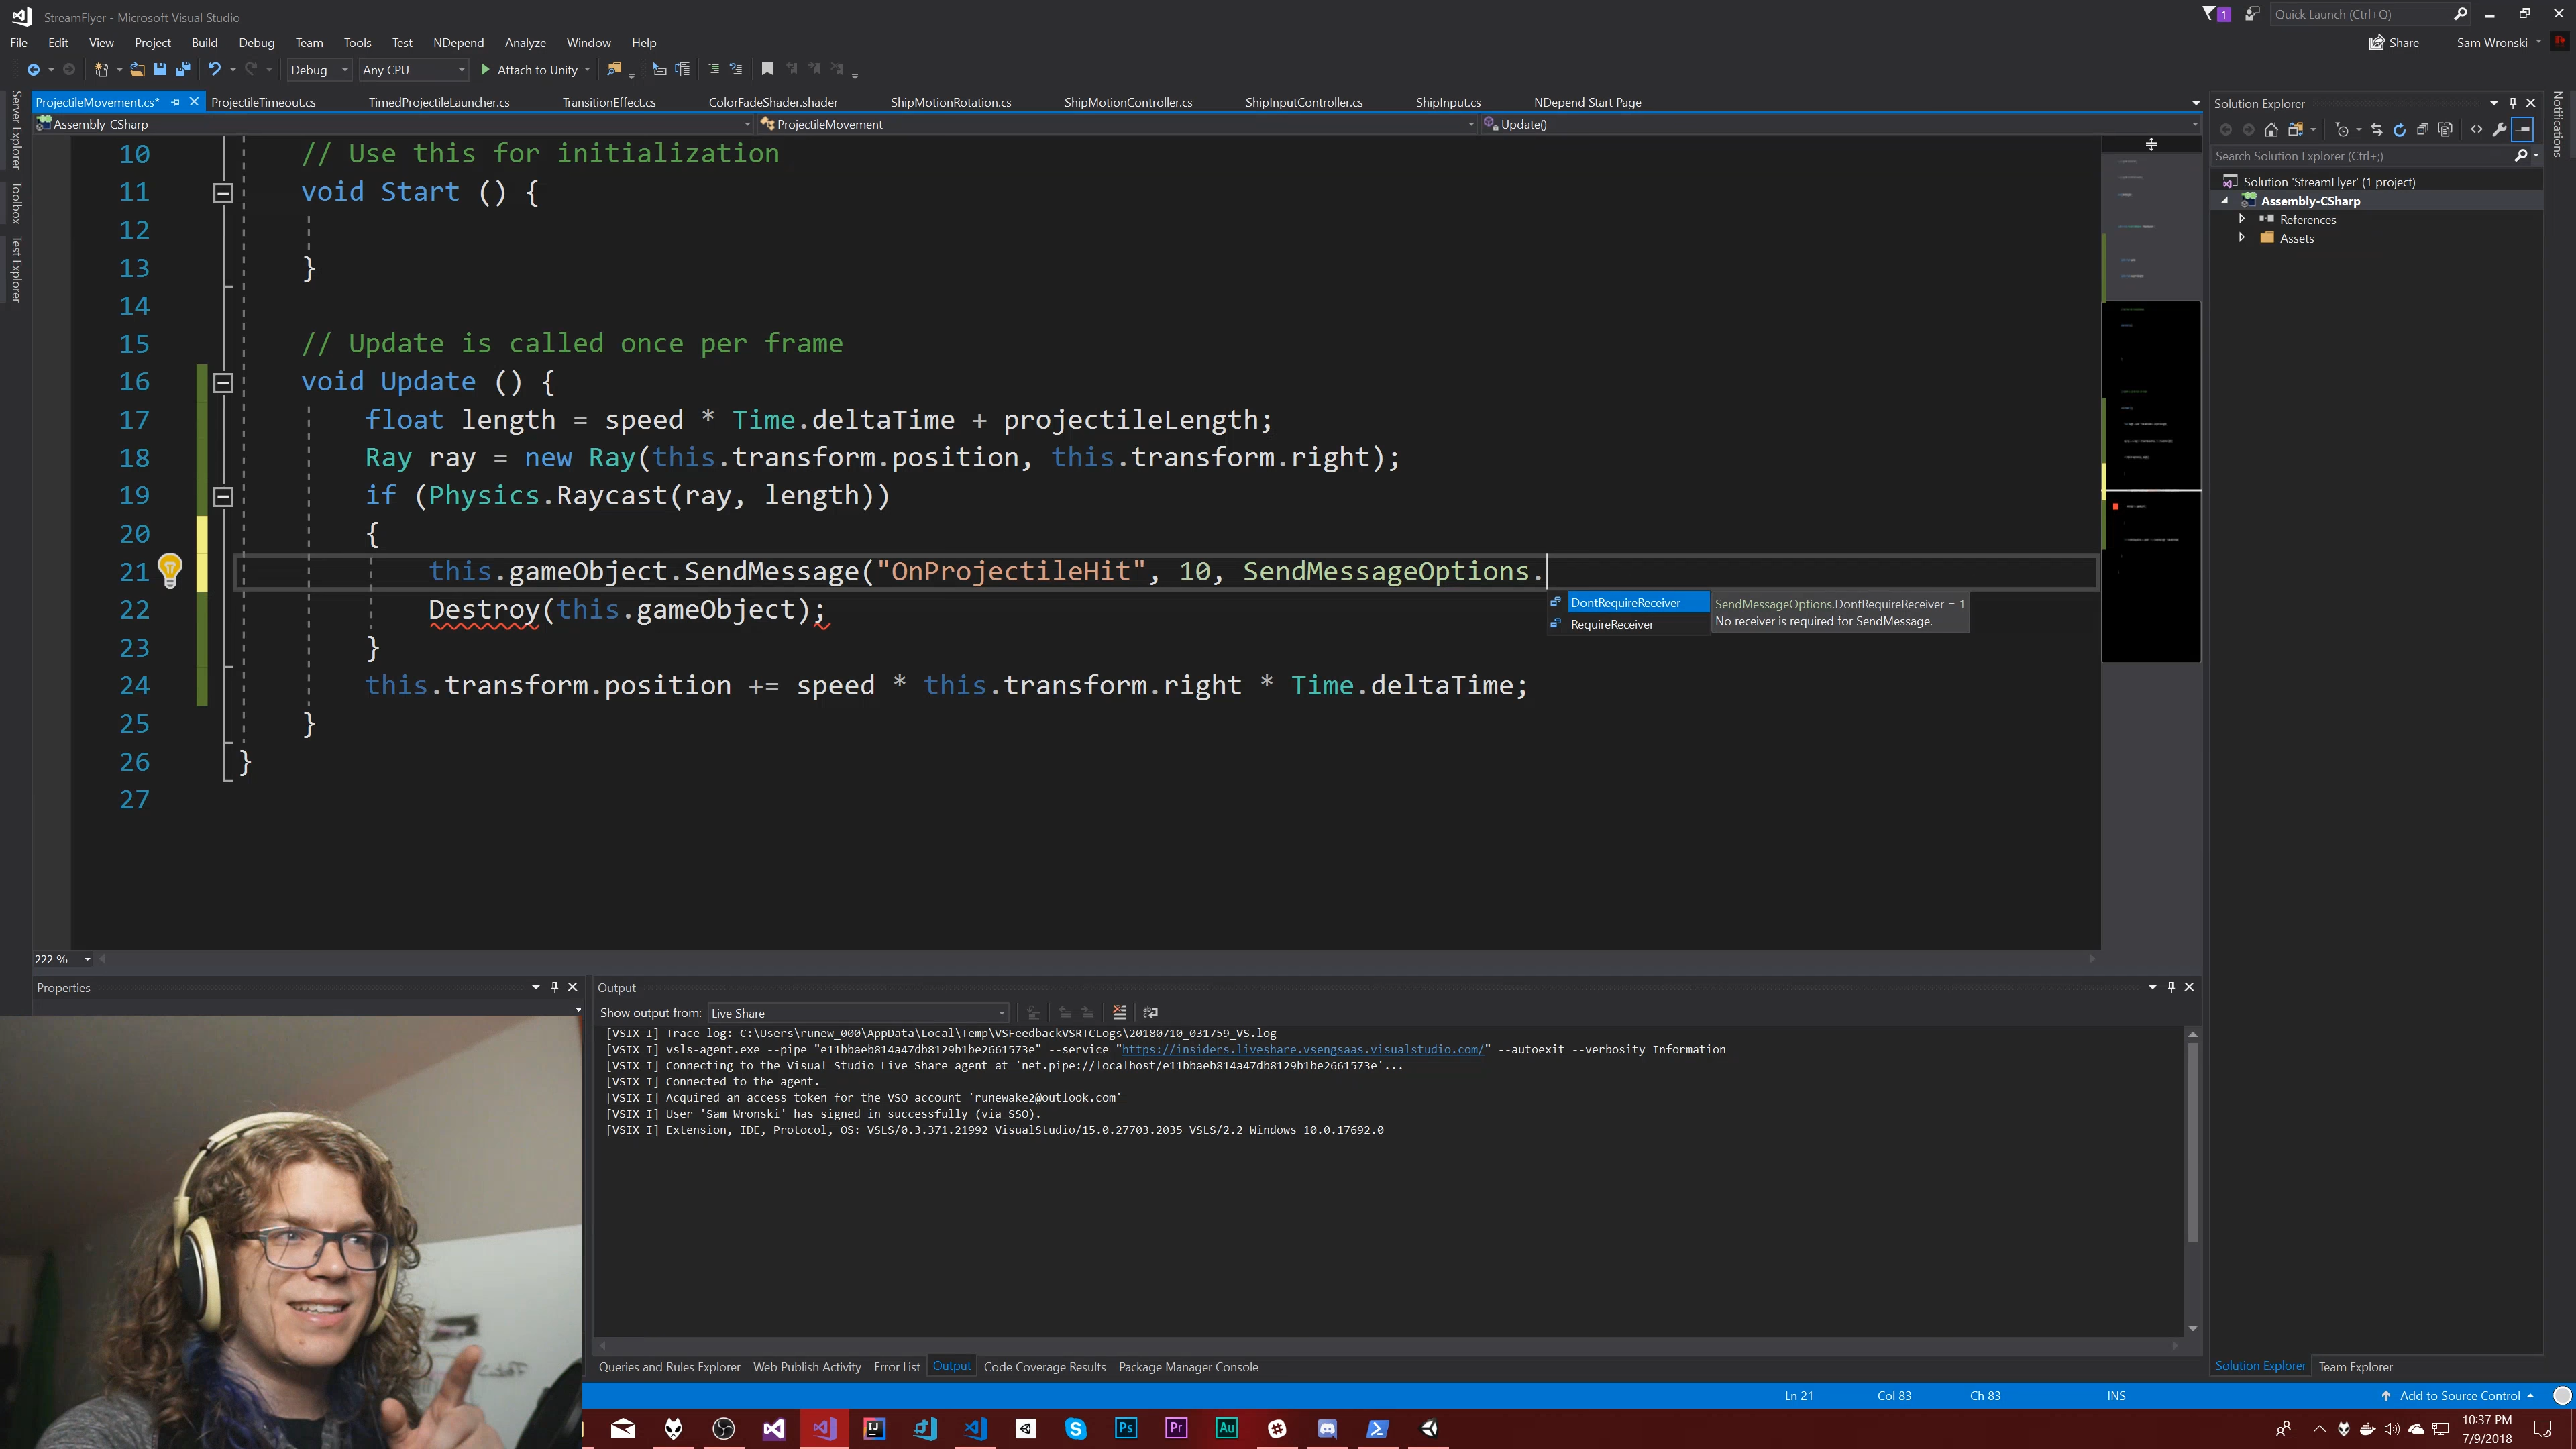 StreamFlyer - Microsoft Visual Studio
1
Quick Launch (Ctrl+Q)
File Edit View Project Build Debug Team Tools Test NDepend Analyze Window Help
Share
Sam Wronski
Debug
Any CPU
Attach to Unity
ProjectileMovement.cs*
ProjectileTimeout.cs
TimedProjectileLauncher.cs
TransitionEffect.cs
ColorFadeShader.shader
ShipMotionRotation.cs
ShipMotionController.cs
ShipInputController.cs
ShipInput.cs
NDepend Start Page
Assembly-CSharp
ProjectileMovement
Update()
Server Explorer
Toolbox
Test Explorer
10 // Use this for initialization
11 void Start () {
12
13 }
14
15 // Update is called once per frame
16 void Update () {
17 float length = speed * Time.deltaTime + projectileLength;
18 Ray ray = new Ray(this.transform.position, this.transform.right);
19 if (Physics.Raycast(ray, length))
20 {
21 this.gameObject.SendMessage("OnProjectileHit", 10, SendMessageOptions.
22 Destroy(this.gameObject);
23 }
24 this.transform.position += speed * this.transform.right * Time.deltaTime;
25 }
26 }
27
DontRequireReceiver
RequireReceiver
SendMessageOptions.DontRequireReceiver = 1
No receiver is required for SendMessage.
222 %
Solution Explorer
Search Solution Explorer (Ctrl+;)
Solution 'StreamFlyer' (1 project)
Assembly-CSharp
References
Assets
Notifications
Properties
Output
Show output from: Live Share
[VSIX I] Trace log: C:\Users\runew_000\AppData\Local\Temp\VSFeedbackVSRTCLogs\20180710_031759_VS.log
[VSIX I] vsls-agent.exe --pipe "e11bbaeb814a47db8129b1be2661573e" --service "https://insiders.liveshare.vsengsaas.visualstudio.com/" --autoexit --verbosity Information
[VSIX I] Connecting to the Visual Studio Live Share agent at 'net.pipe://localhost/e11bbaeb814a47db8129b1be2661573e'...
[VSIX I] Connected to the agent.
[VSIX I] Acquired an access token for the VSO account 'runewake2@outlook.com'
[VSIX I] User 'Sam Wronski' has signed in successfully (via SSO).
[VSIX I] Extension, IDE, Protocol, OS: VSLS/0.3.371.21992 VisualStudio/15.0.27703.2035 VSLS/2.2 Windows 10.0.17692.0
Queries and Rules Explorer Web Publish Activity Error List Output Code Coverage Results Package Manager Console
Solution Explorer Team Explorer
Ln 21 Col 83 Ch 83 INS
Add to Source Control
IJ
Ps
Pr
Au
10:37 PM
7/9/2018